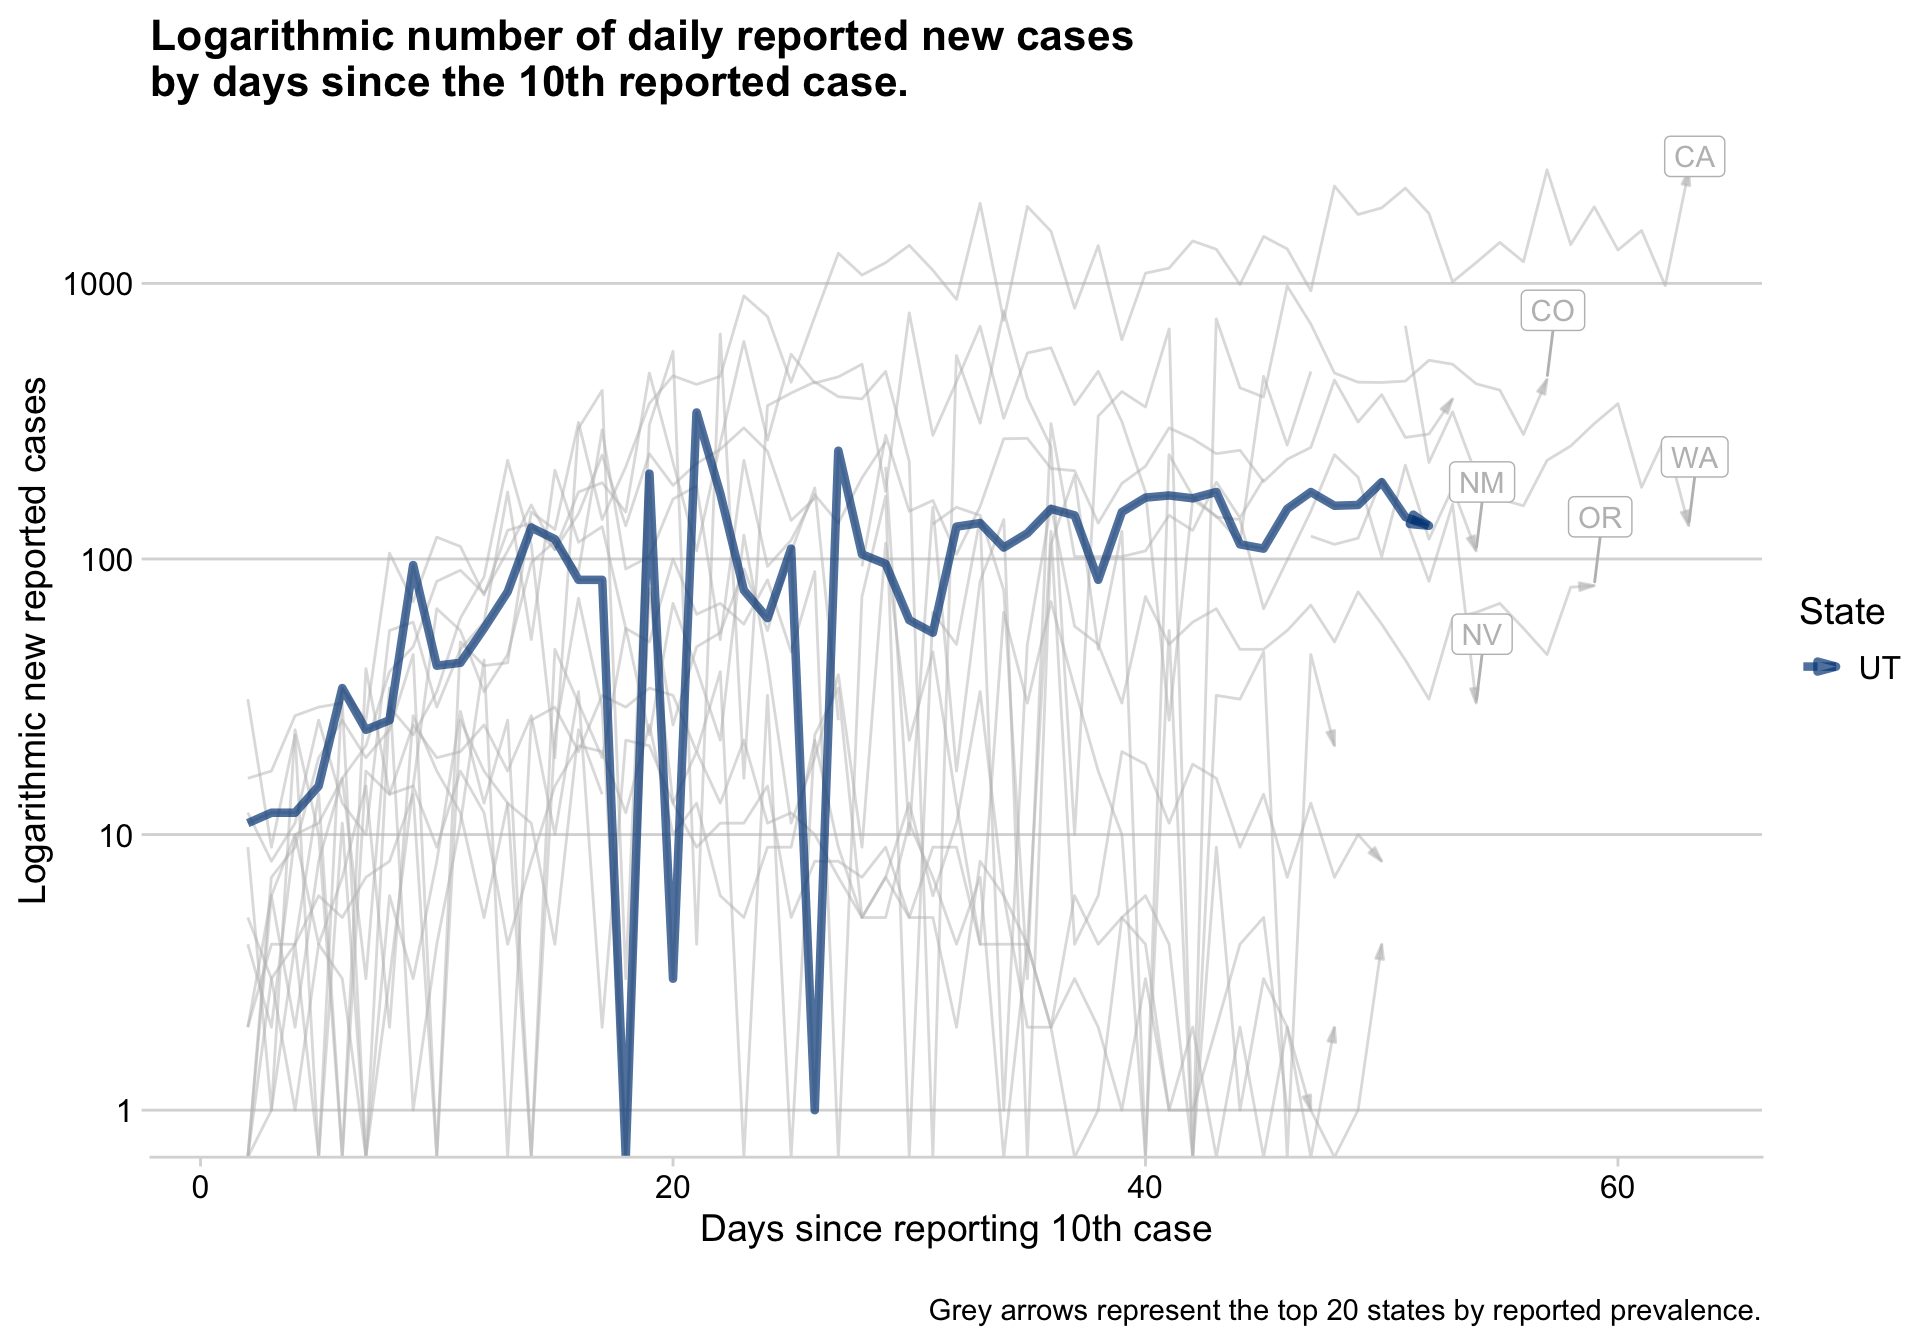 Logarithmic number of daily reported new cases
by days since the 10th reported case.
CA
1000
CO
WA
NM
OR
100
NV
10
1
0 20 40 60
Logarithmic new reported cases
Days since reporting 10th case
State
UT
Grey arrows represent the top 20 states by reported prevalence.